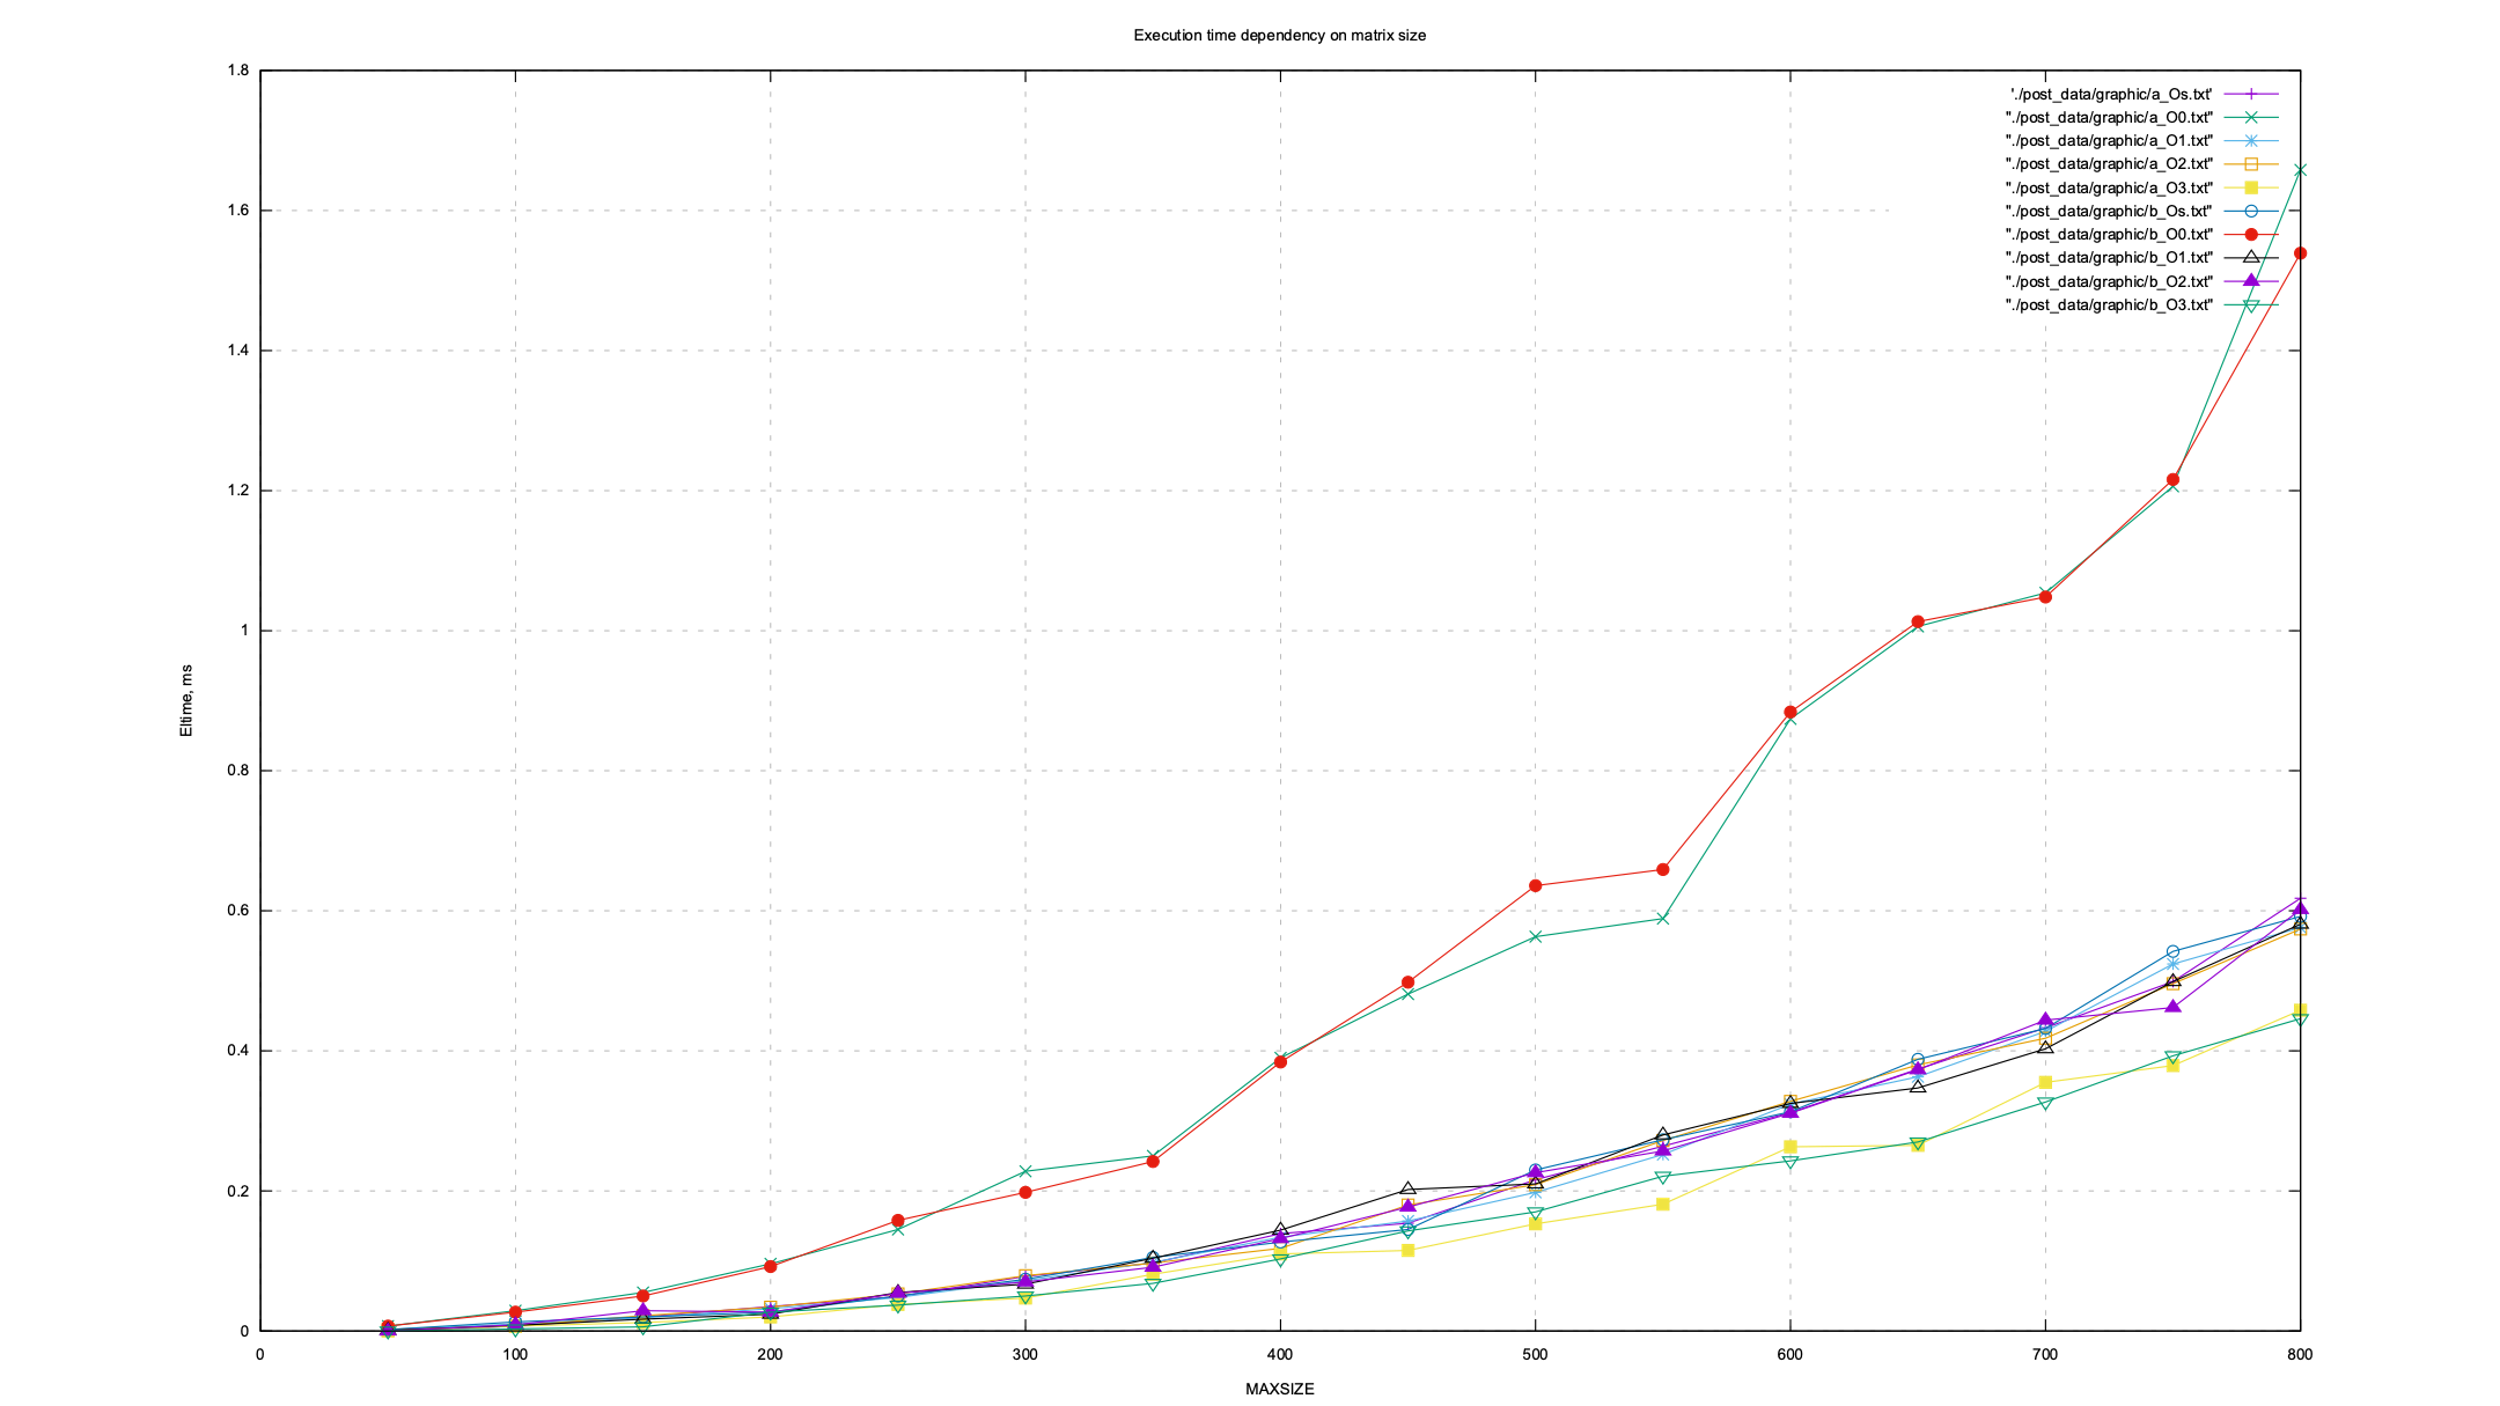 Execution time dependency on matrix size
1.8
1.6
1.4
1.2
1
0.8
0.6
0.4
0.2
0
Eltime, ms
'./post_data/graphic/a_Os.txt'
"./post_data/graphic/a_O0.txt"
"./post_data/graphic/a_O1.txt"
"./post_data/graphic/a_O2.txt"
"./post_data/graphic/a_O3.txt"
"./post_data/graphic/b_Os.txt"
"./post_data/graphic/b_O0.txt"
"./post_data/graphic/b_O1.txt"
"./post_data/graphic/b_O2.txt"
"./post_data/graphic/b_O3.txt"
0 100 200 300 400 500 600 700 800
MAXSIZE